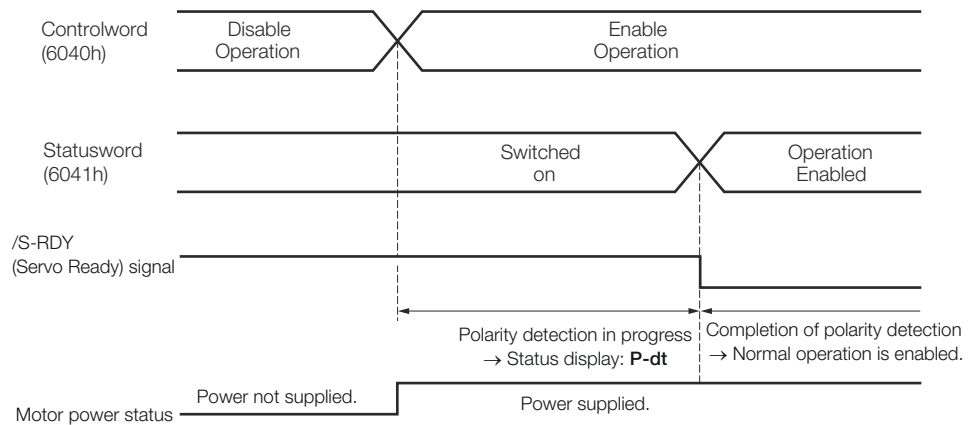 Controlword
(6040h)
Disable
Operation
Enable
Operation
Statusword
(6041h)
Switched
on
Operation
Enabled
/S-RDY
(Servo Ready) signal
Polarity detection in progress
→ Status display: P-dt
Completion of polarity detection
→ Normal operation is enabled.
Motor power status
Power not supplied.
Power supplied.